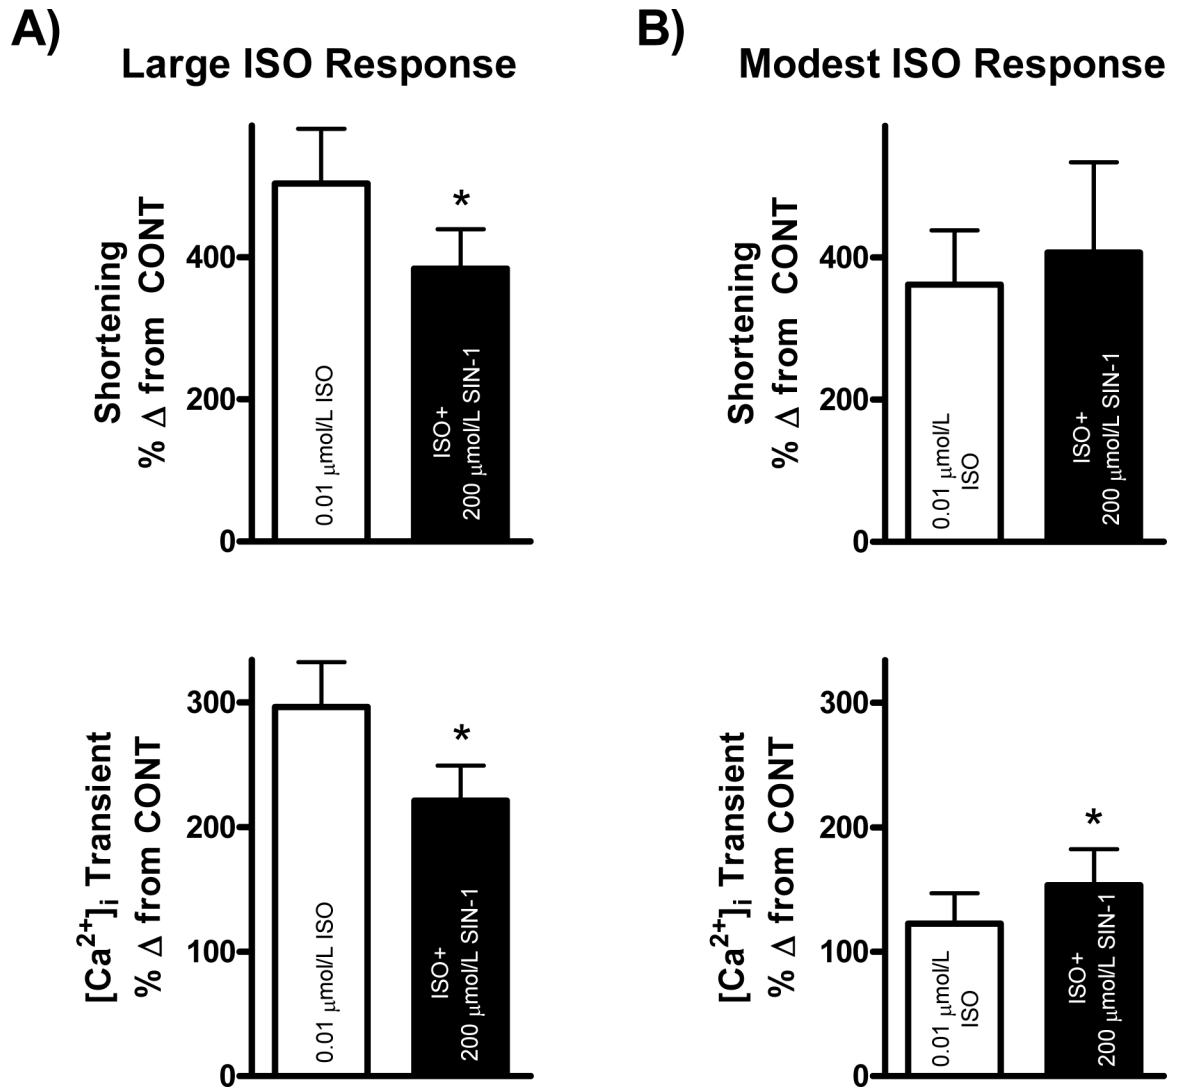 A)
Large ISO Response
Shortening
% Δ from CONT
400
200
0
0.01 μmol/L ISO
*
ISO+
200 μmol/L SIN-1
B)
Modest ISO Response
Shortening
% Δ from CONT
400
200
0
0.01 μmol/L
ISO
ISO+
200 μmol/L SIN-1
[Ca2+]i Transient
% Δ from CONT
300
200
100
0
0.01 μmol/L ISO
*
ISO+
200 μmol/L SIN-1
[Ca2+]i Transient
% Δ from CONT
300
200
100
0
0.01 μmol/L
ISO
*
ISO+
200 μmol/L SIN-1